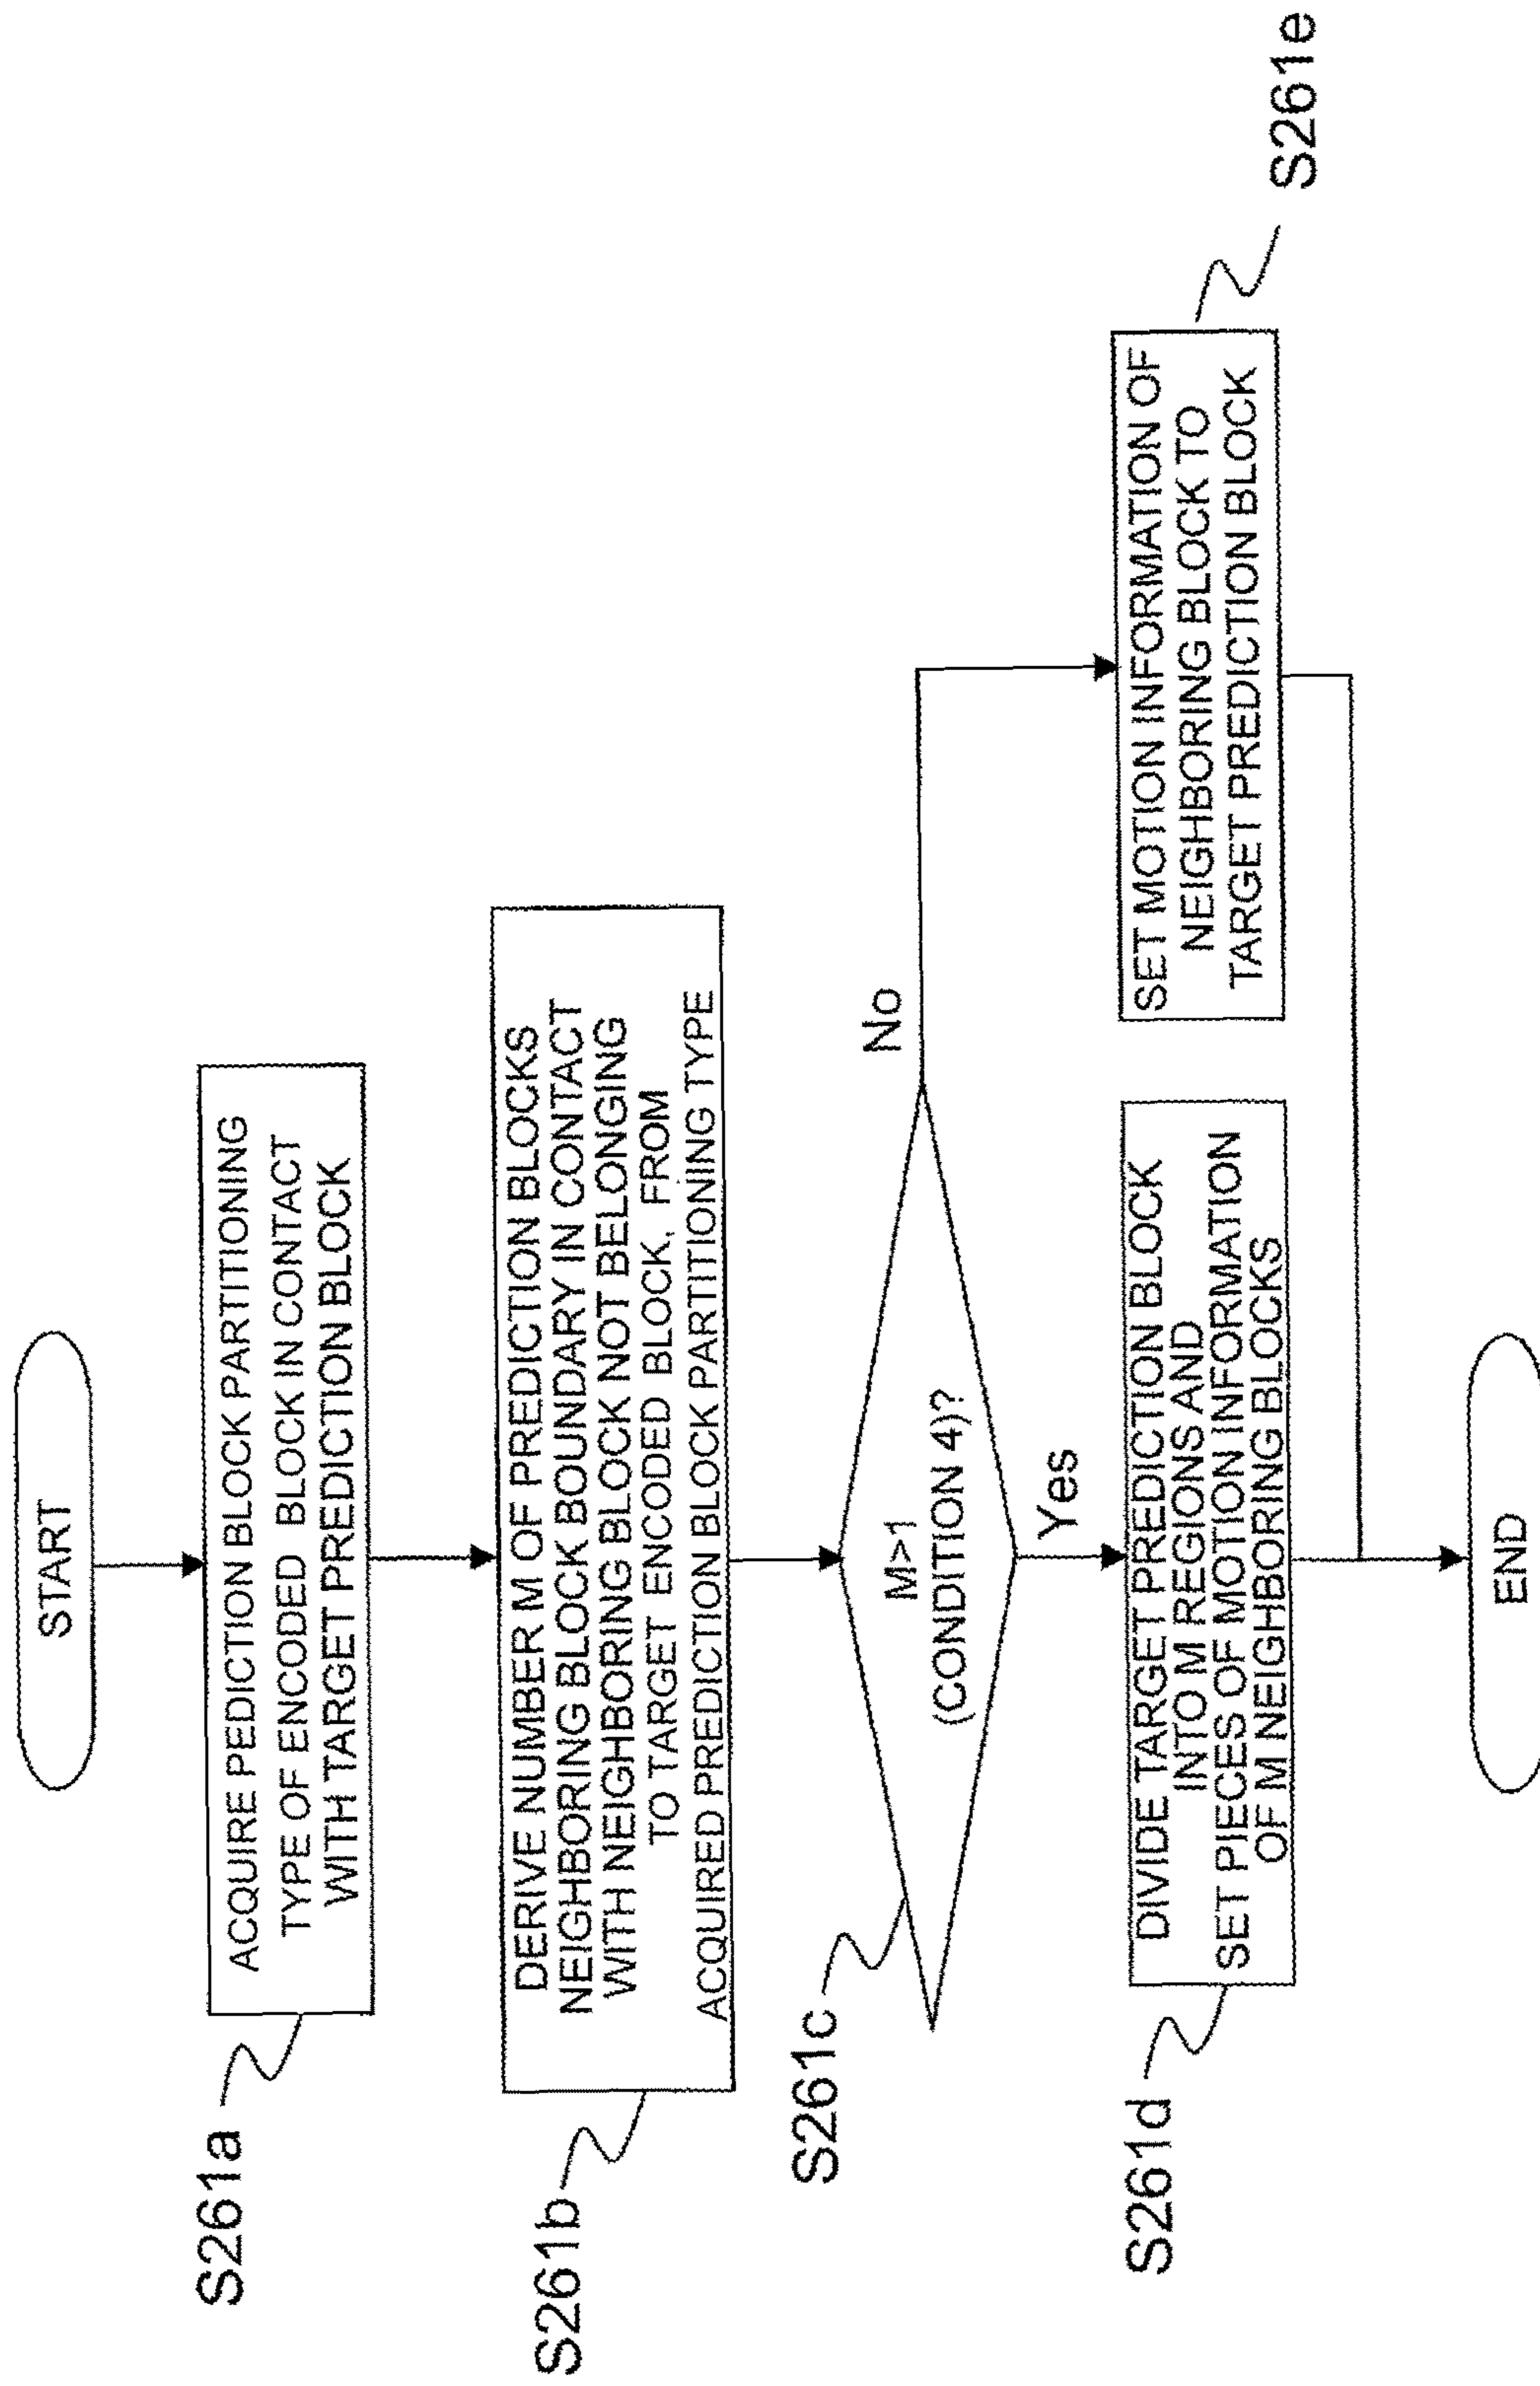 START
S261a
ACQUIRE PEDICTION BLOCK PARTITIONING
TYPE OF ENCODED BLOCK IN CONTACT
WITH TARGET PREDICTION BLOCK
S261b
DERIVE NUMBER M OF PREDICTION BLOCKS
NEIGHBORING BLOCK BOUNDARY IN CONTACT
WITH NEIGHBORING BLOCK NOT BELONGING
TO TARGET ENCODED BLOCK, FROM
ACQUIRED PREDICTION BLOCK PARTITIONING TYPE
S261c
M>1
(CONDITION 4)?
No
Yes
S261d
DIVIDE TARGET PREDICTION BLOCK
INTO M REGIONS AND
SET PIECES OF MOTION INFORMATION
OF M NEIGHBORING BLOCKS
SET MOTION INFORMATION OF
NEIGHBORING BLOCK TO
TARGET PREDICTION BLOCK
S261e
END